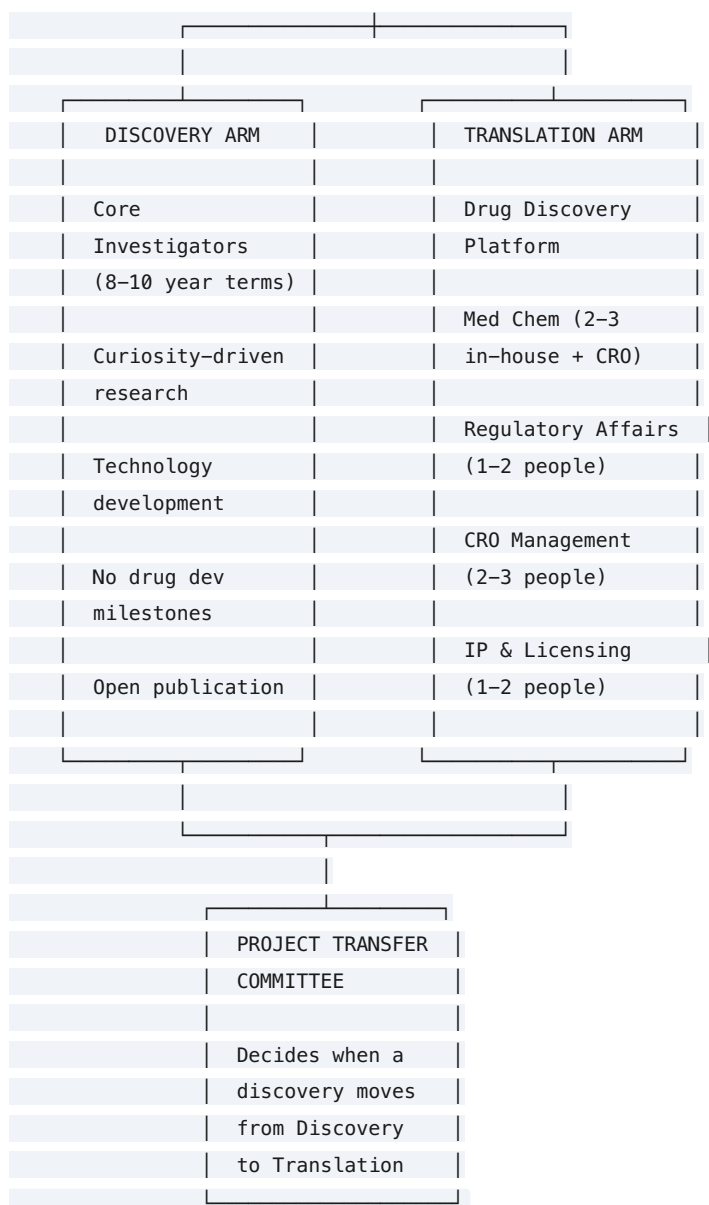 DISCOVERY ARM
TRANSLATION ARM
Core
Drug Discovery
Investigators
Platform
(8–10 year terms)
Med Chem (2–3
Curiosity–driven
in–house + CRO)
research
Regulatory Affairs
Technology
(1–2 people)
development
CRO Management
No drug dev
(2–3 people)
milestones
IP & Licensing
Open publication
(1–2 people)
PROJECT TRANSFER
COMMITTEE
Decides when a
discovery moves
from Discovery
to Translation